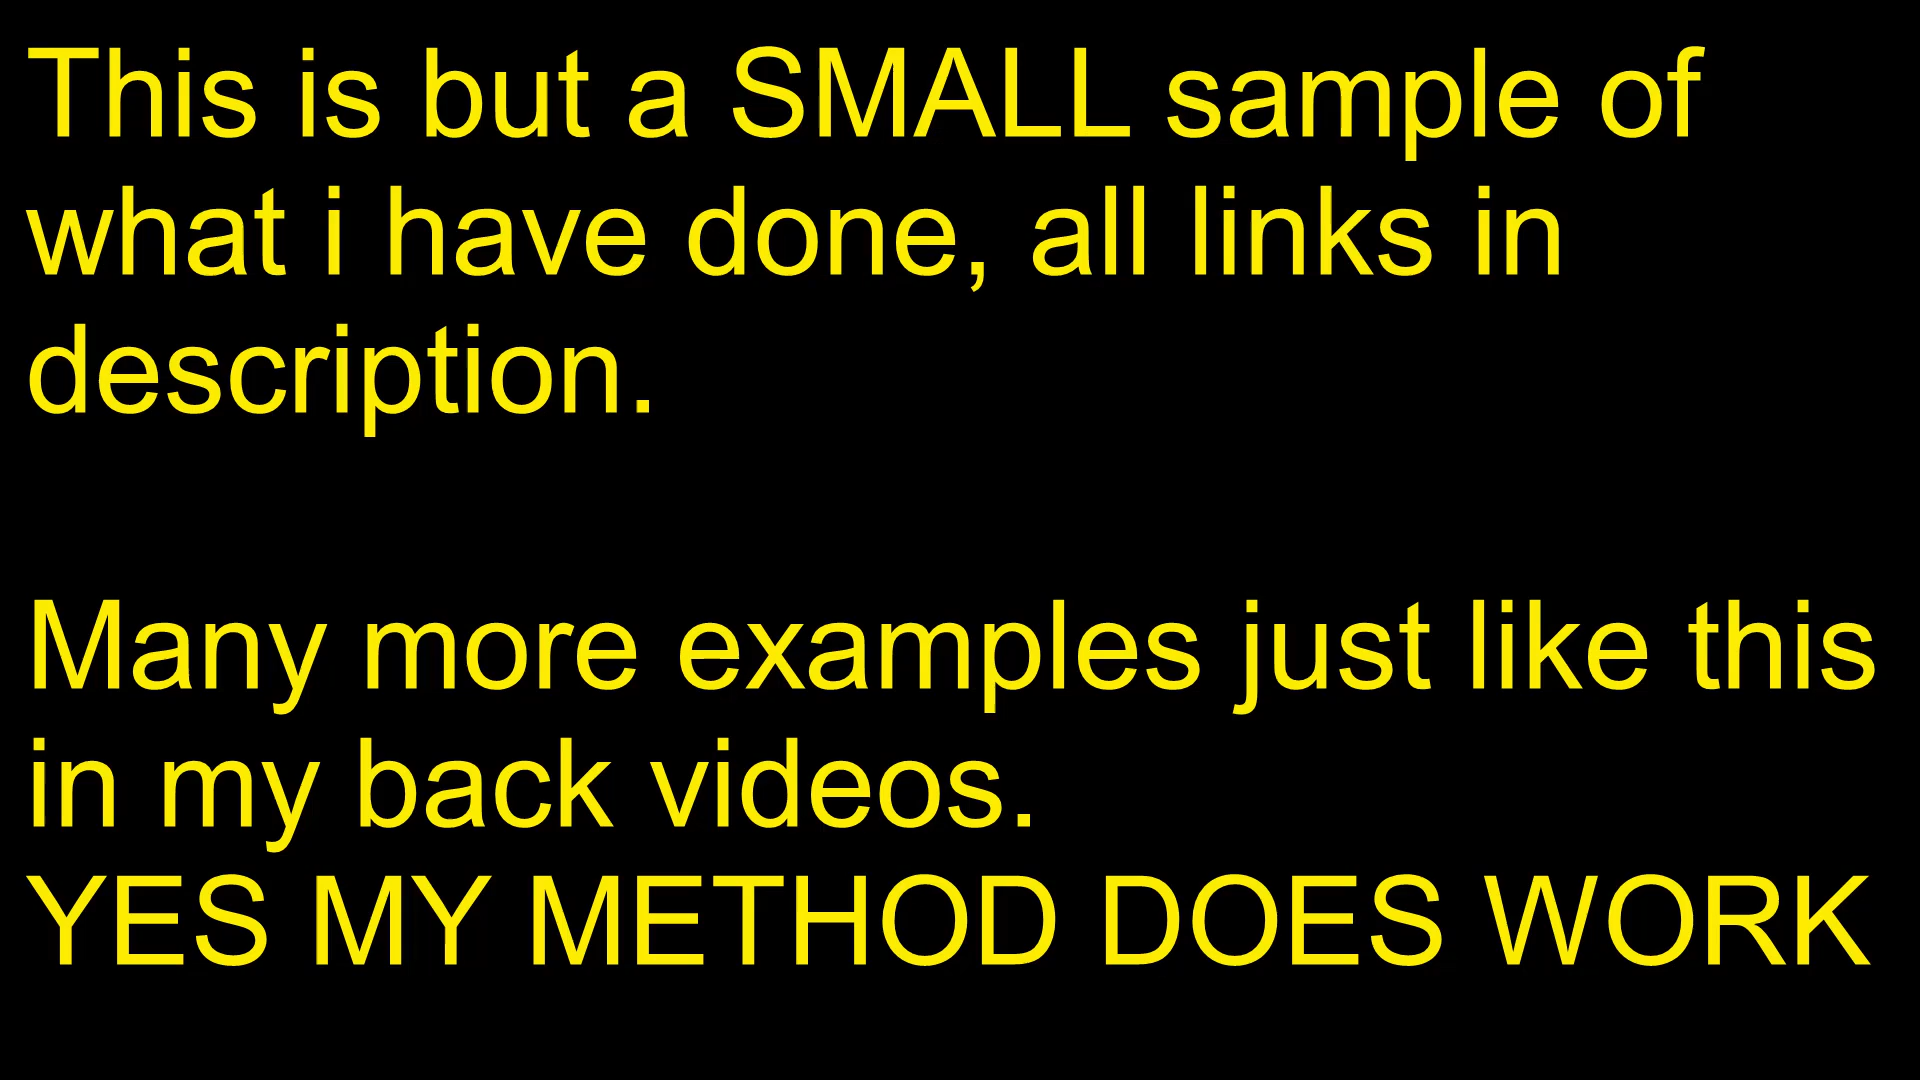 This is but a SMALL sample of
what i have done, all links in
description.
Many more examples just like this
in my back videos.
YES MY METHOD DOES WORK